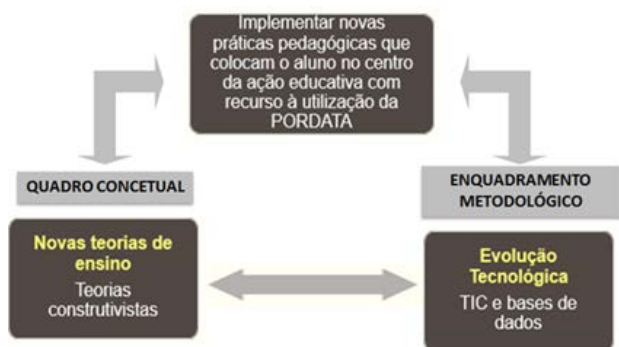 Implementar novas
práticas pedagógicas que
colocam o aluno no centro
da ação educativa com
recurso à utilização da
PORDATA
QUADRO CONCETUAL
ENQUADRAMENTO
METODOLÓGICO
Novas teorias de
ensino
Teorias
construtivistas
Evolução
Tecnológica
TIC e bases de
dados